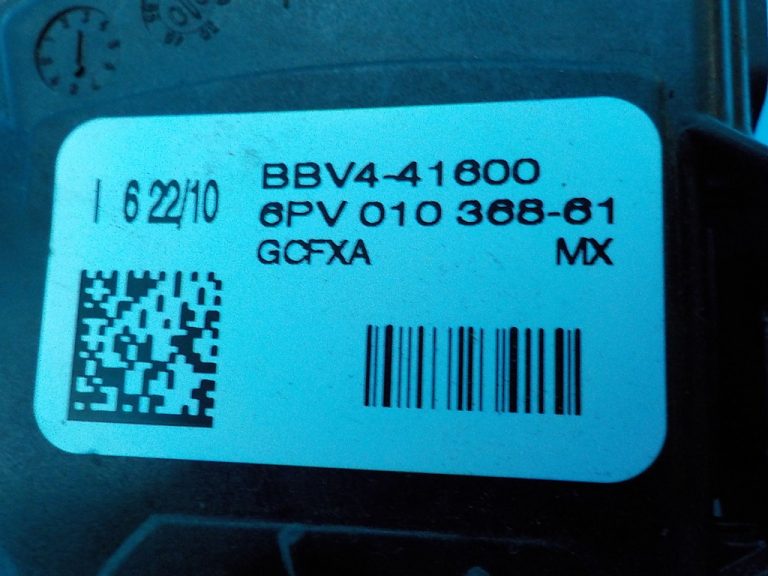 I 6 22/10
BBV4-41600
6PV 010 368-61
GCFXA MX